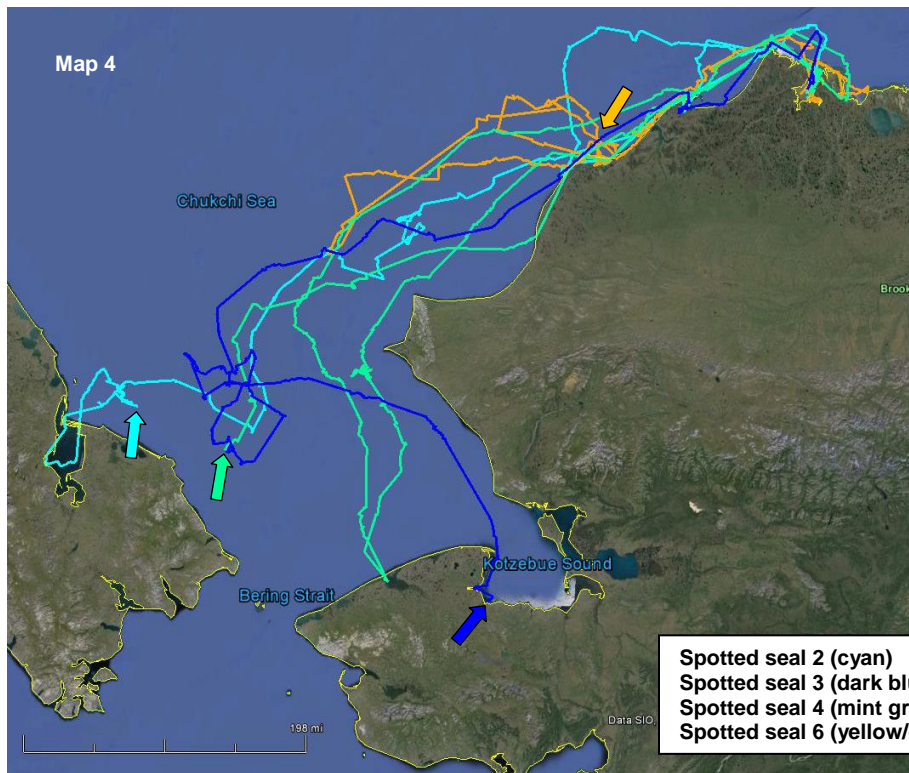 Map 4
Chukchi Sea
Brook
Kotzebue Sound
Bering Strait
198 mi
Data SIO,
Spotted seal 2 (cyan)
Spotted seal 3 (dark blu
Spotted seal 4 (mint gr
Spotted seal 6 (yellow/